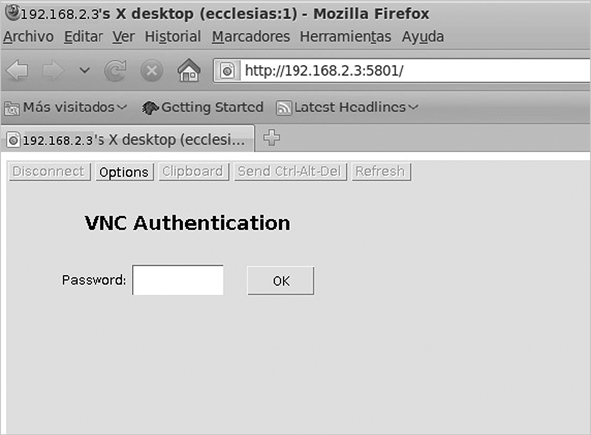 192.168.2.3's X desktop (ecclesias:1) - Mozilla Firefox
Archivo Editar Ver Historial Marcadores Herramientas Ayuda
http://192.168.2.3:5801/
Más visitados Getting Started Latest Headlines
192.168.2.3's X desktop (ecclesi...
Disconnect Options Clipboard Send Ctrl-Alt-Del Refresh
VNC Authentication
Password: OK